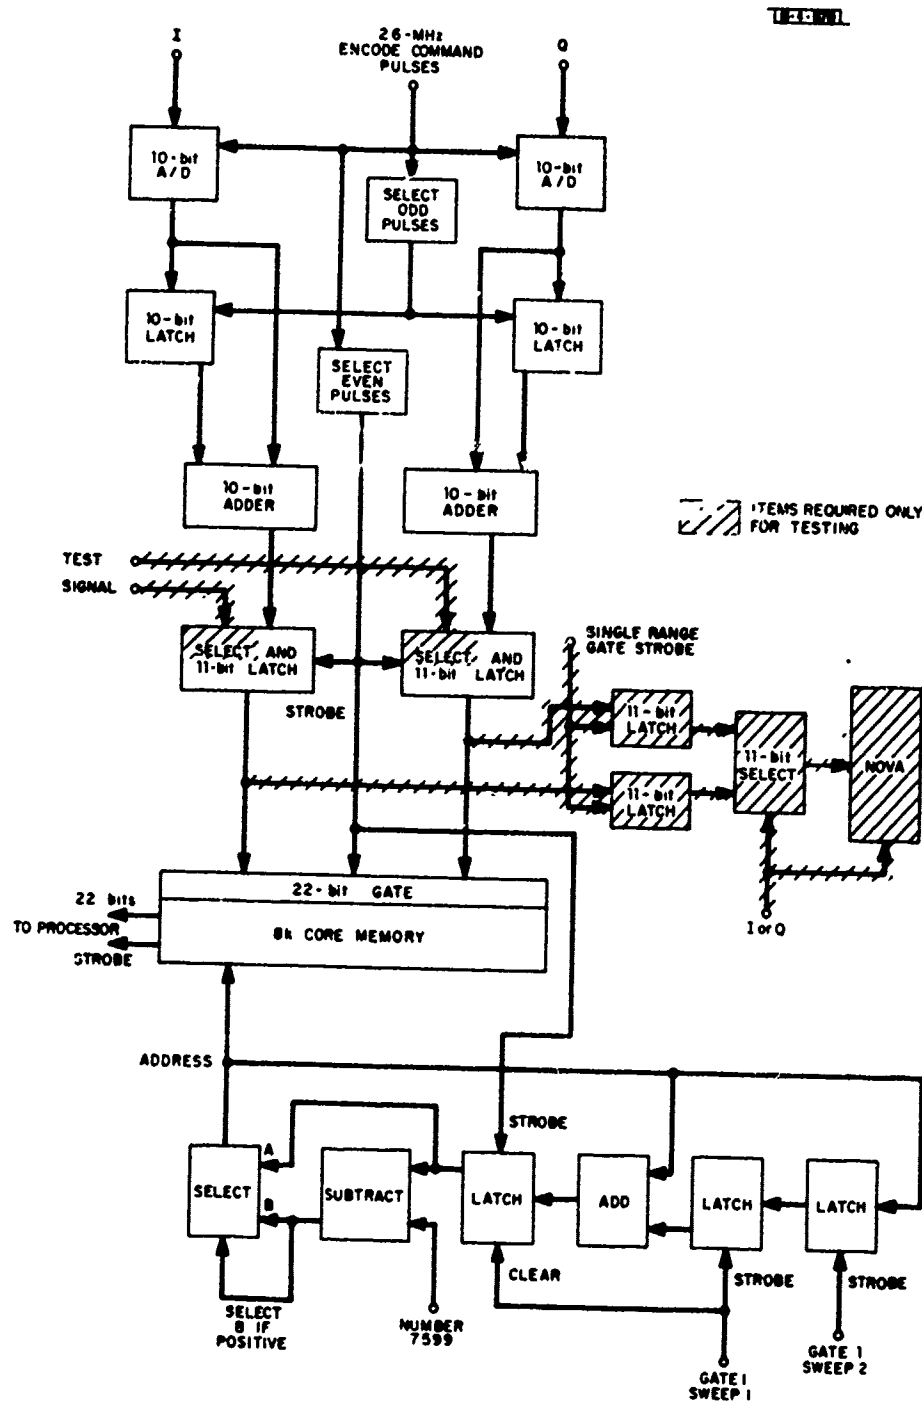 I
2.6-MHz
ENCODE COMMAND
PULSES
Q
10-bit
A/D
10-bit
A/D
SELECT
ODD
PULSES
10-bit
LATCH
10-bit
LATCH
SELECT
EVEN
PULSES
10-bit
ADDER
10-bit
ADDER
ITEMS REQUIRED ONLY
FOR TESTING
TEST
SIGNAL
SELECT AND
11-bit LATCH
SELECT AND
11-bit LATCH
SINGLE RANGE
GATE STROBE
STROBE
11-bit
LATCH
11-bit
SELECT
NOVA
11-bit
LATCH
22-bit GATE
22 bits
TO PROCESSOR
STROBE
8k CORE MEMORY
I or Q
ADDRESS
STROBE
A
SELECT
B
SUBTRACT
LATCH
ADD
LATCH
LATCH
CLEAR
STROBE
STROBE
SELECT
B IF
POSITIVE
NUMBER
7599
GATE 1
SWEEP 1
GATE 1
SWEEP 2